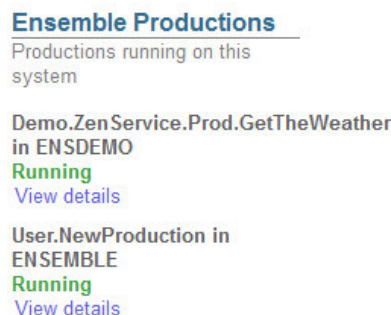 Ensemble Productions
Productions running on this
system
Demo.ZenService.Prod.GetTheWeather
in ENSDEMO
Running
View details
User.NewProduction in
ENSEMBLE
Running
View details